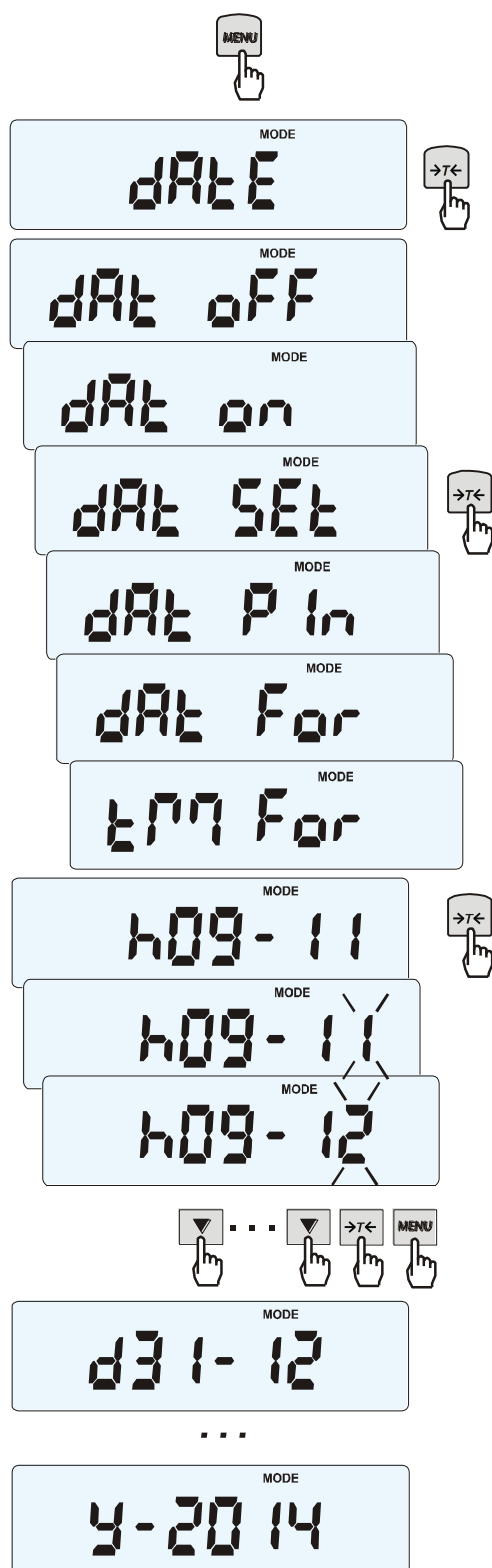 MENU
MODE
dAtE
→T←
MODE
dAt oFF
MODE
dAt on
MODE
dAt SEt
→T←
MODE
dAt PIn
MODE
dAt For
MODE
tM For
MODE
h09-11
→T←
MODE
h09-11
MODE
h09-12
▼ ... ▼ →T← MENU
MODE
d31-12
...
MODE
y-2014